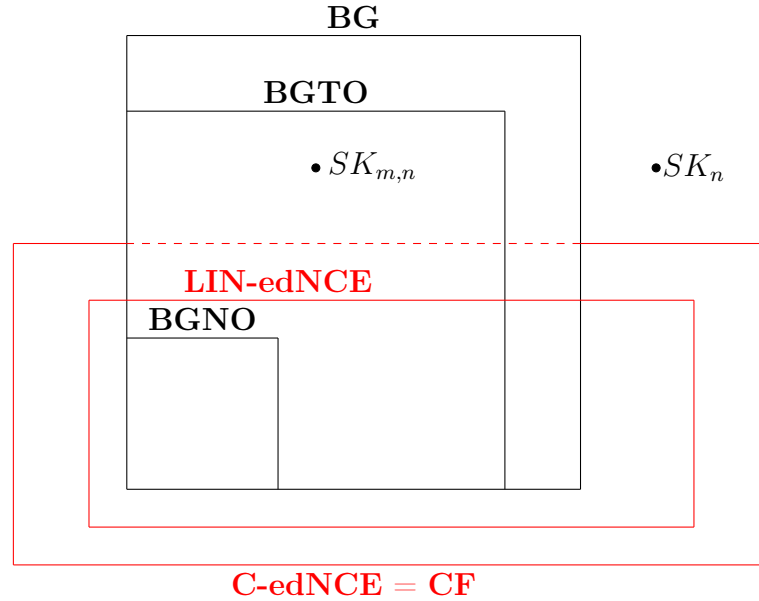 BG
BGTO
SK_{m,n}
SK_n
LIN-edNCE
BGNO
C-edNCE = CF